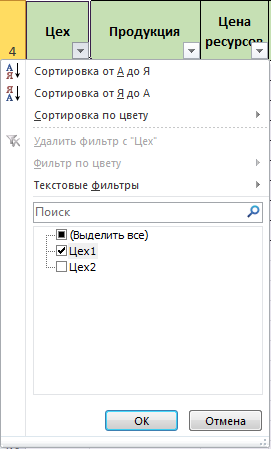 Цех Продукция Цена ресурсов
4
Сортировка от А до Я
Сортировка от Я до А
Сортировка по цвету
Удалить фильтр с "Цех"
Фильтр по цвету
Текстовые фильтры
Поиск
(Выделить все)
Цех1
Цех2
ОК Отмена